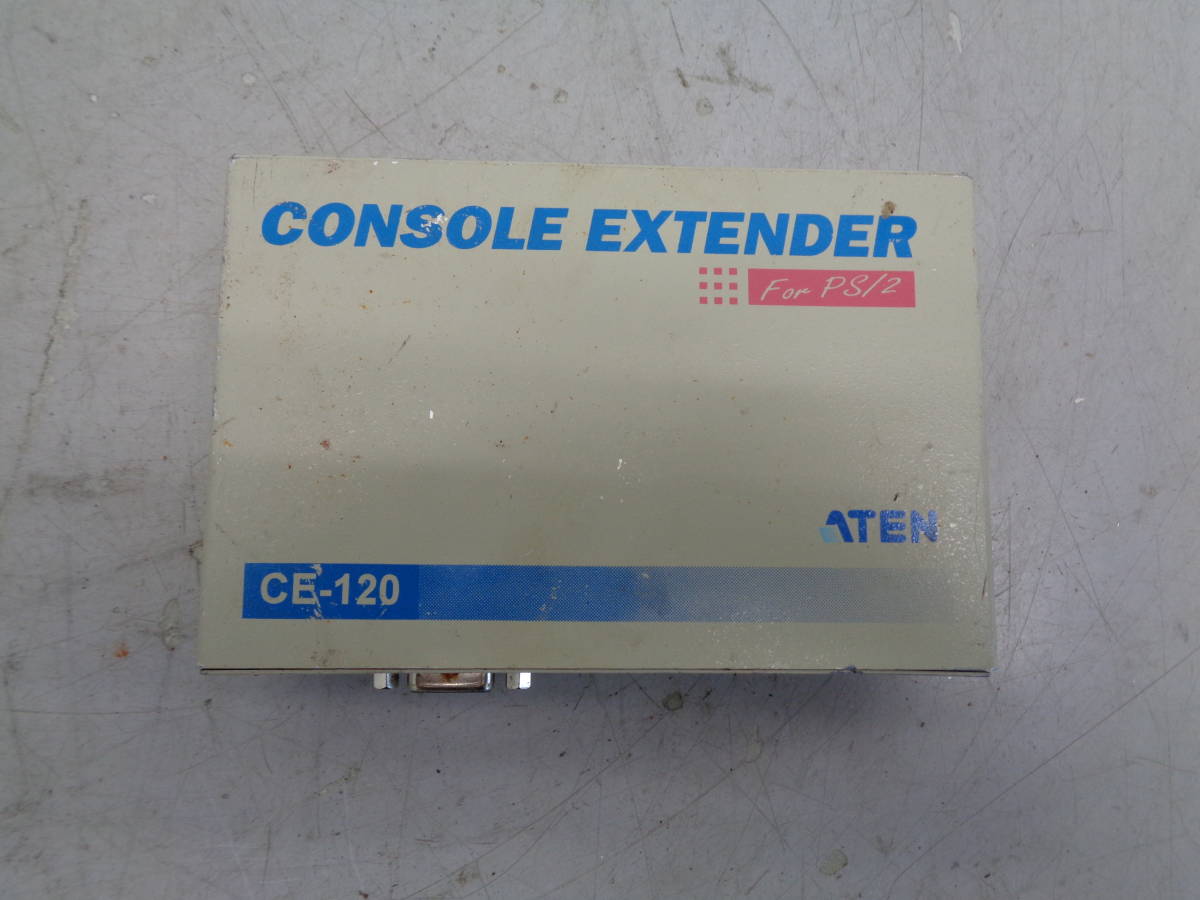 CONSOLE EXTENDER
For PS/2
ATEN
CE-120